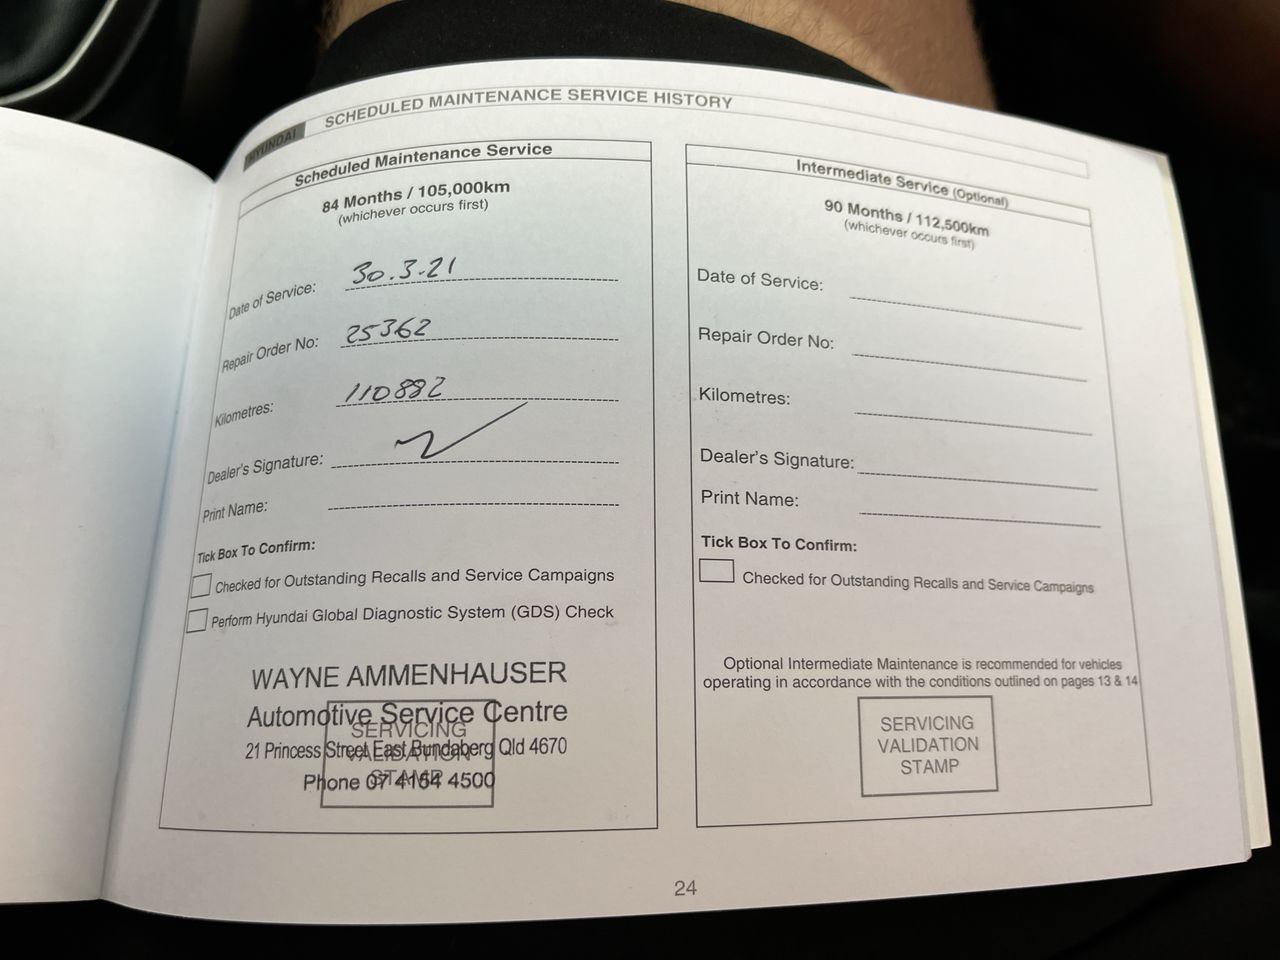 HYUNDAI
SCHEDULED MAINTENANCE SERVICE HISTORY
Scheduled Maintenance Service
84 Months / 105,000km
(whichever occurs first)
Date of Service: 30.3.21
Repair Order No: 25362
Kilometres: 110882
Dealer's Signature:
Print Name:
Tick Box To Confirm:
Checked for Outstanding Recalls and Service Campaigns
Perform Hyundai Global Diagnostic System (GDS) Check
WAYNE AMMENHAUSER
Automotive Service Centre
SERVICING
21 Princess Street East Bundaberg Qld 4670
VALIDATION
Phone 07 4154 4500
STAMP
Intermediate Service (Optional)
90 Months / 112,500km
(whichever occurs first)
Date of Service:
Repair Order No:
Kilometres:
Dealer's Signature:
Print Name:
Tick Box To Confirm:
Checked for Outstanding Recalls and Service Campaigns
Optional Intermediate Maintenance is recommended for vehicles
operating in accordance with the conditions outlined on pages 13 & 14
SERVICING
VALIDATION
STAMP
24